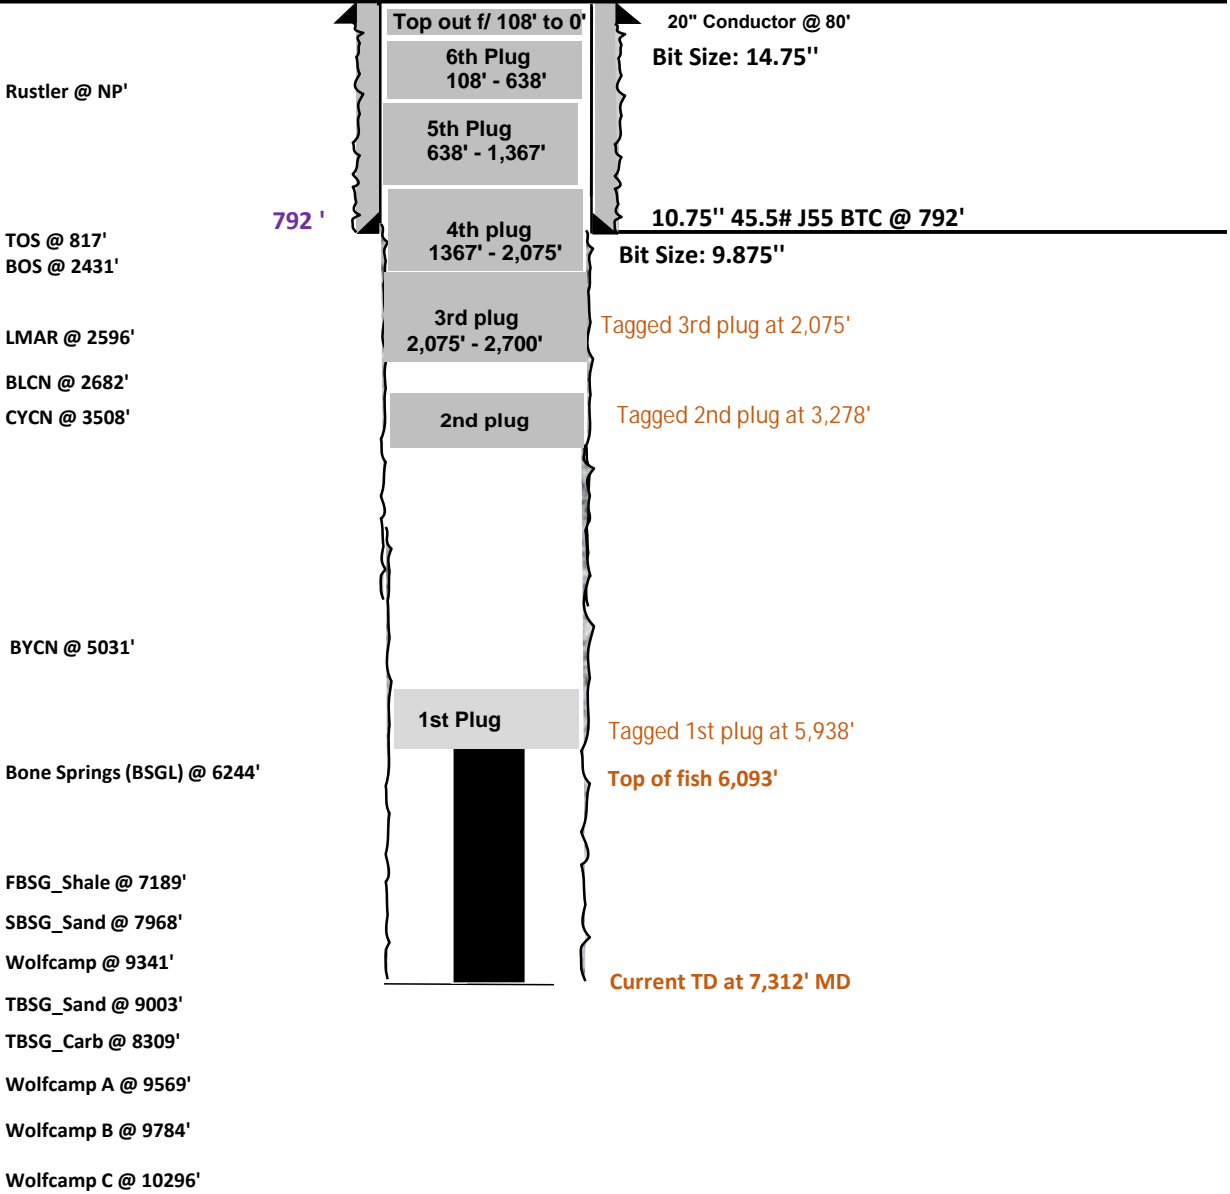 Top out f/ 108' to 0'
20" Conductor @ 80'
6th Plug
108' - 638'
Bit Size: 14.75''
Rustler @ NP'
5th Plug
638' - 1,367'
792 '
10.75'' 45.5# J55 BTC @ 792'
TOS @ 817'
4th plug
1367' - 2,075'
Bit Size: 9.875''
BOS @ 2431'
3rd plug
2,075' - 2,700'
Tagged 3rd plug at 2,075'
LMAR @ 2596'
BLCN @ 2682'
CYCN @ 3508'
2nd plug
Tagged 2nd plug at 3,278'
BYCN @ 5031'
1st Plug
Tagged 1st plug at 5,938'
Bone Springs (BSGL) @ 6244'
Top of fish 6,093'
FBSG_Shale @ 7189'
SBSG_Sand @ 7968'
Wolfcamp @ 9341'
Current TD at 7,312' MD
TBSG_Sand @ 9003'
TBSG_Carb @ 8309'
Wolfcamp A @ 9569'
Wolfcamp B @ 9784'
Wolfcamp C @ 10296'